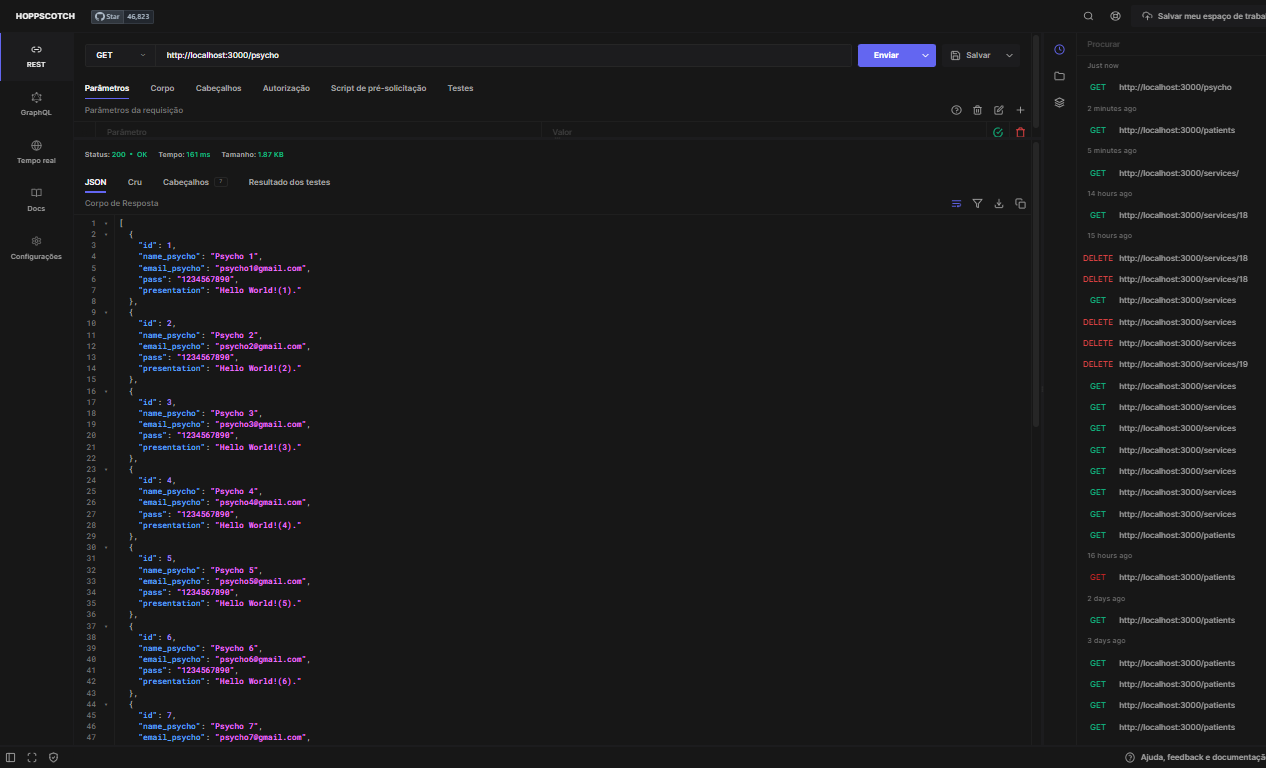 HOPPSCOTCH
Star 46,823
Salvar meu espaço de traba
REST
GraphQL
Tempo real
Docs
Configurações
GET http://localhost:3000/psycho Enviar Salvar
Parâmetros Corpo Cabeçalhos Autorização Script de pré-solicitação Testes
Parâmetros da requisição
Parâmetro Valor
Status: 200 • OK Tempo: 161 ms Tamanho: 1.87 KB
JSON Cru Cabeçalhos 7 Resultado dos testes
Corpo de Resposta
1 [
2 {
3 "id": 1,
4 "name_psycho": "Psycho 1",
5 "email_psycho": "psycho1@gmail.com",
6 "pass": "1234567890",
7 "presentation": "Hello World!(1)."
8 },
9 {
10 "id": 2,
11 "name_psycho": "Psycho 2",
12 "email_psycho": "psycho2@gmail.com",
13 "pass": "1234567890",
14 "presentation": "Hello World!(2)."
15 },
16 {
17 "id": 3,
18 "name_psycho": "Psycho 3",
19 "email_psycho": "psycho3@gmail.com",
20 "pass": "1234567890",
21 "presentation": "Hello World!(3)."
22 },
23 {
24 "id": 4,
25 "name_psycho": "Psycho 4",
26 "email_psycho": "psycho4@gmail.com",
27 "pass": "1234567890",
28 "presentation": "Hello World!(4)."
29 },
30 {
31 "id": 5,
32 "name_psycho": "Psycho 5",
33 "email_psycho": "psycho5@gmail.com",
34 "pass": "1234567890",
35 "presentation": "Hello World!(5)."
36 },
37 {
38 "id": 6,
39 "name_psycho": "Psycho 6",
40 "email_psycho": "psycho6@gmail.com",
41 "pass": "1234567890",
42 "presentation": "Hello World!(6)."
43 },
44 {
45 "id": 7,
46 "name_psycho": "Psycho 7",
47 "email_psycho": "psycho7@gmail.com",
Procurar
Just now
GET http://localhost:3000/psycho
2 minutes ago
GET http://localhost:3000/patients
5 minutes ago
GET http://localhost:3000/services/
14 hours ago
GET http://localhost:3000/services/18
15 hours ago
DELETE http://localhost:3000/services/18
DELETE http://localhost:3000/services/18
GET http://localhost:3000/services
DELETE http://localhost:3000/services
DELETE http://localhost:3000/services
DELETE http://localhost:3000/services/19
GET http://localhost:3000/services
GET http://localhost:3000/services
GET http://localhost:3000/services
GET http://localhost:3000/services
GET http://localhost:3000/services
GET http://localhost:3000/services
GET http://localhost:3000/services
GET http://localhost:3000/patients
16 hours ago
GET http://localhost:3000/patients
2 days ago
GET http://localhost:3000/patients
3 days ago
GET http://localhost:3000/patients
GET http://localhost:3000/patients
GET http://localhost:3000/patients
GET http://localhost:3000/patients
Ajuda, feedback e documentaçã